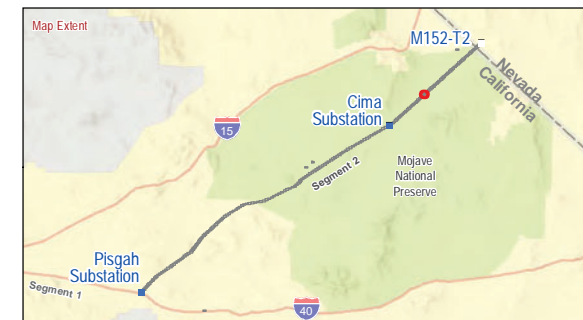 Map Extent
M152-T2
Nevada
California
Cima
Substation
15
Segment 2
Mojave
National
Preserve
Pisgah
Substation
Segment 1
40